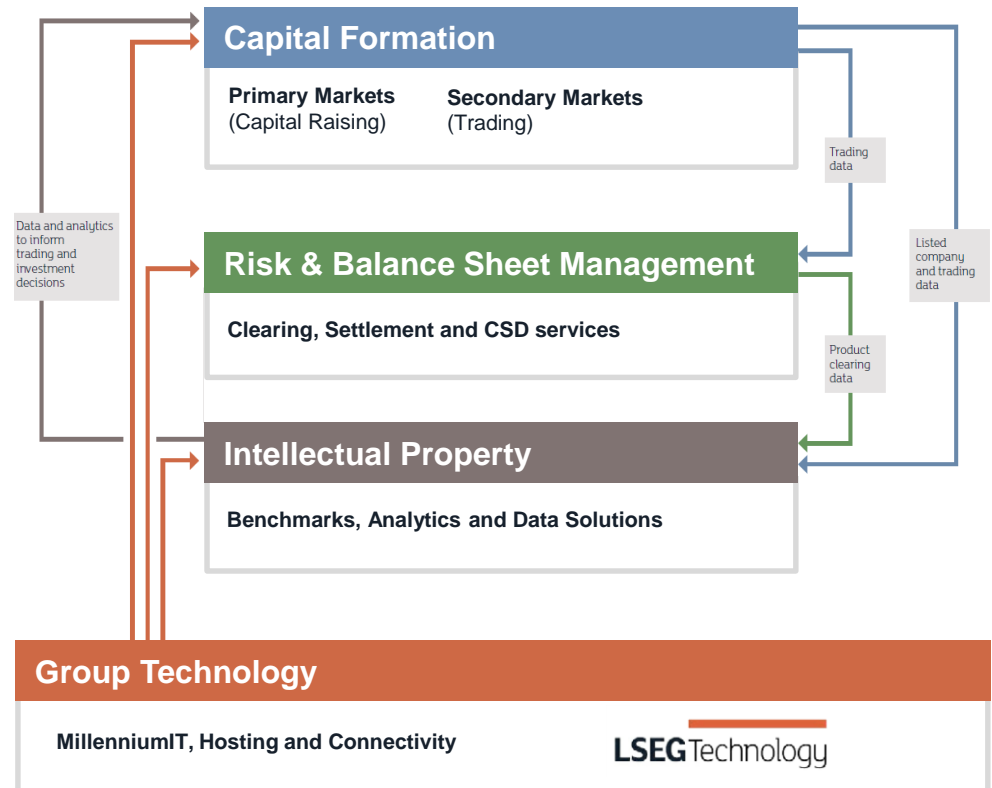 Capital Formation
Primary Markets
(Capital Raising)
Secondary Markets
(Trading)
Trading
data
Data and analytics
to inform
trading and
investment
decisions
Listed
company
and trading
data
Risk & Balance Sheet Management
Clearing, Settlement and CSD services
Product
clearing
data
Intellectual Property
Benchmarks, Analytics and Data Solutions
Group Technology
MillenniumIT, Hosting and Connectivity
LSEGTechnology